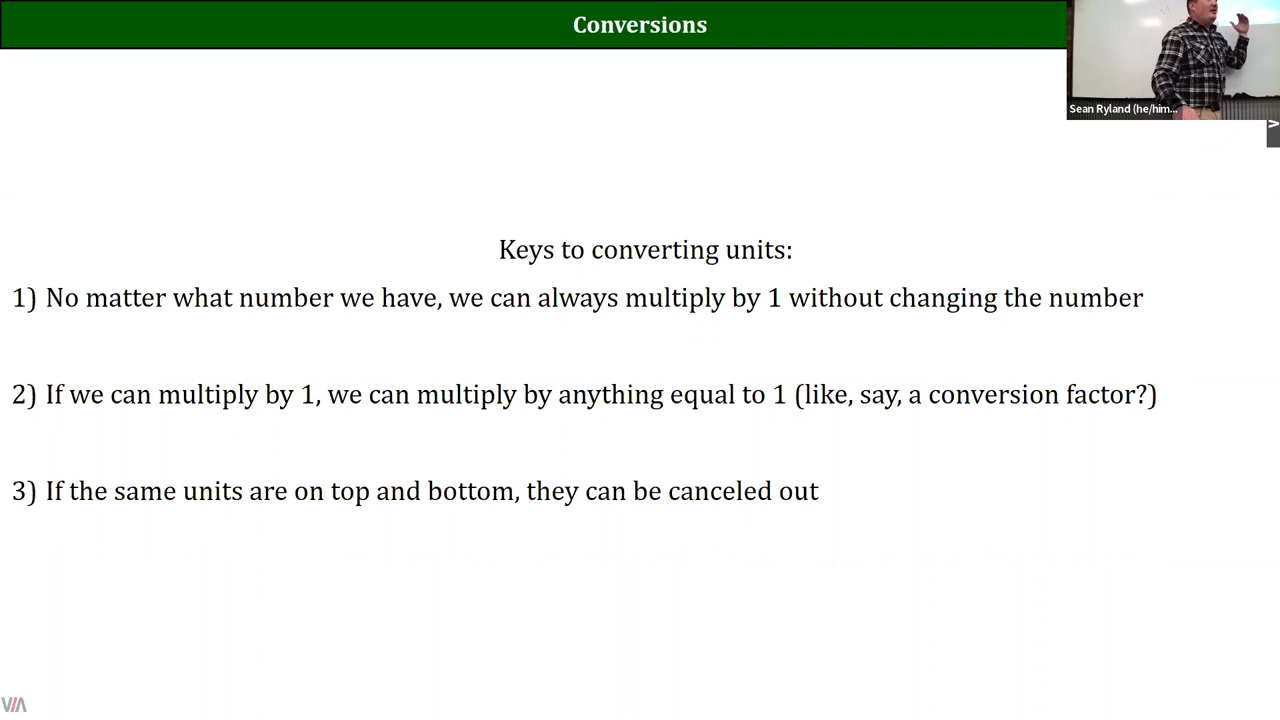 Conversions
Sean Ryland (he/him...
Keys to converting units:
1) No matter what number we have, we can always multiply by 1 without changing the number
2) If we can multiply by 1, we can multiply by anything equal to 1 (like, say, a conversion factor?)
3) If the same units are on top and bottom, they can be canceled out
VIA